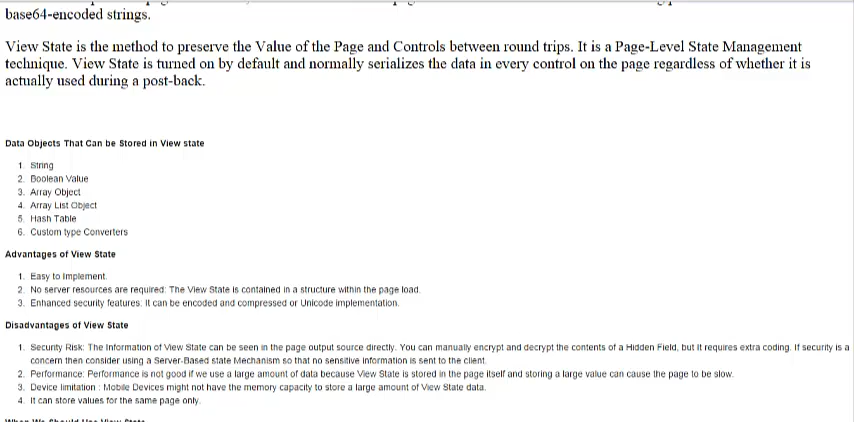 base64-encoded strings.
View State is the method to preserve the Value of the Page and Controls between round trips. It is a Page-Level State Management
technique. View State is turned on by default and normally serializes the data in every control on the page regardless of whether it is
actually used during a post-back.
Data Objects That Can be Stored in View state
1. String
2. Boolean Value
3. Array Object
4. Array List Object
5. Hash Table
6. Custom type Converters
Advantages of View State
1. Easy to Implement.
2. No server resources are required: The View State is contained in a structure within the page load.
3. Enhanced security features: It can be encoded and compressed or Unicode implementation.
Disadvantages of View State
1. Security Risk: The Information of View State can be seen in the page output source directly. You can manually encrypt and decrypt the contents of a Hidden Field, but It requires extra coding. If security is a
concern then consider using a Server-Based state Mechanism so that no sensitive information is sent to the client.
2. Performance: Performance is not good if we use a large amount of data because View State is stored in the page itself and storing a large value can cause the page to be slow.
3. Device limitation : Mobile Devices might not have the memory capacity to store a large amount of View State data.
4. It can store values for the same page only.
When We Should Use View State